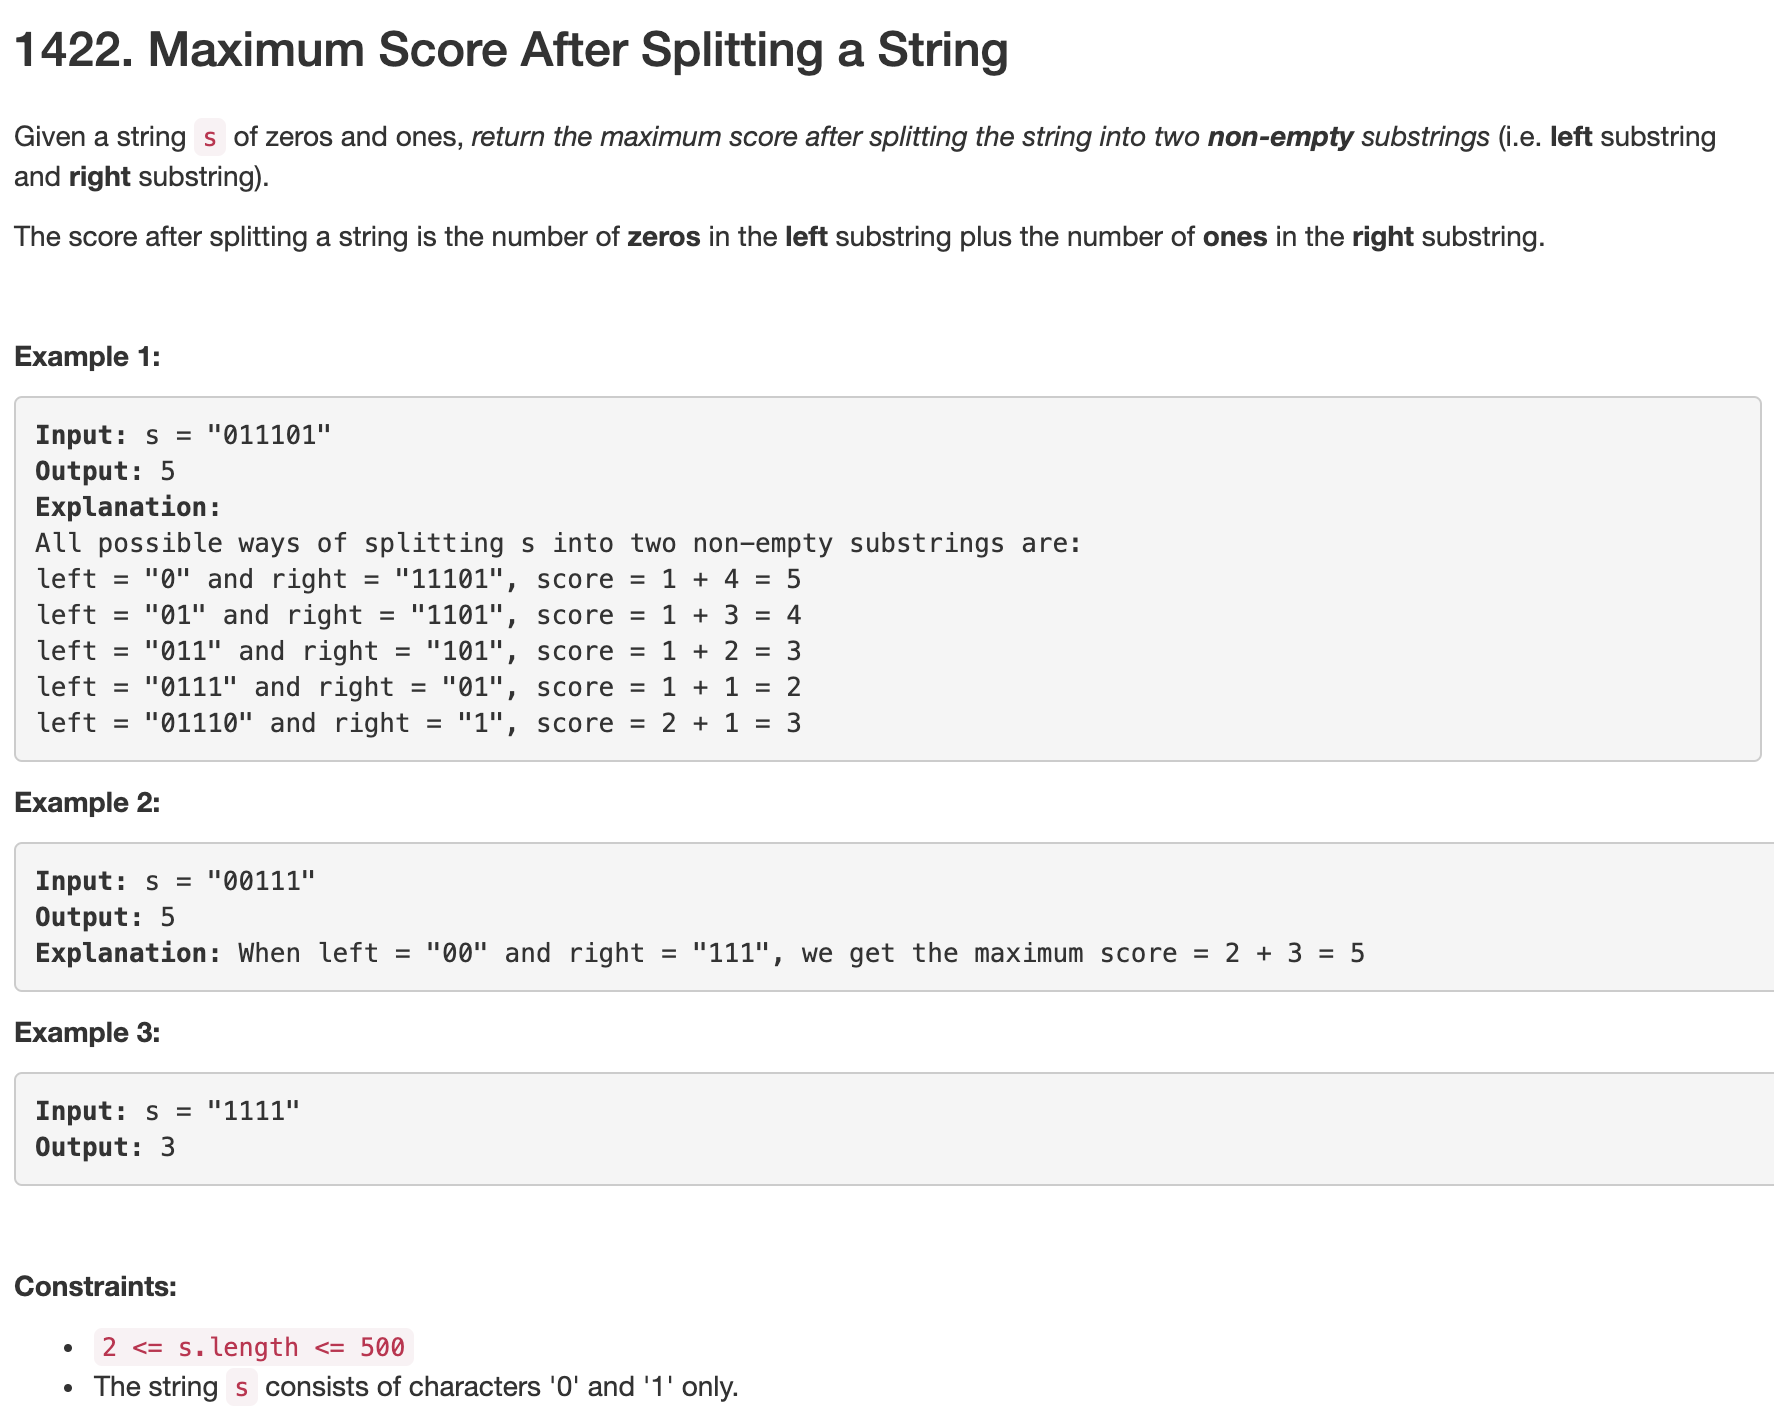 1422. Maximum Score After Splitting a String
Given a string s of zeros and ones, return the maximum score after splitting the string into two non-empty substrings (i.e. left substring
and right substring).
The score after splitting a string is the number of zeros in the left substring plus the number of ones in the right substring.
Example 1:
Input: s = "011101"
Output: 5
Explanation:
All possible ways of splitting s into two non-empty substrings are:
left = "0" and right = "11101", score = 1 + 4 = 5
left = "01" and right = "1101", score = 1 + 3 = 4
left = "011" and right = "101", score = 1 + 2 = 3
left = "0111" and right = "01", score = 1 + 1 = 2
left = "01110" and right = "1", score = 2 + 1 = 3
Example 2:
Input: s = "00111"
Output: 5
Explanation: When left = "00" and right = "111", we get the maximum score = 2 + 3 = 5
Example 3:
Input: s = "1111"
Output: 3
Constraints:
• 2 <= s.length <= 500
• The string s consists of characters '0' and '1' only.